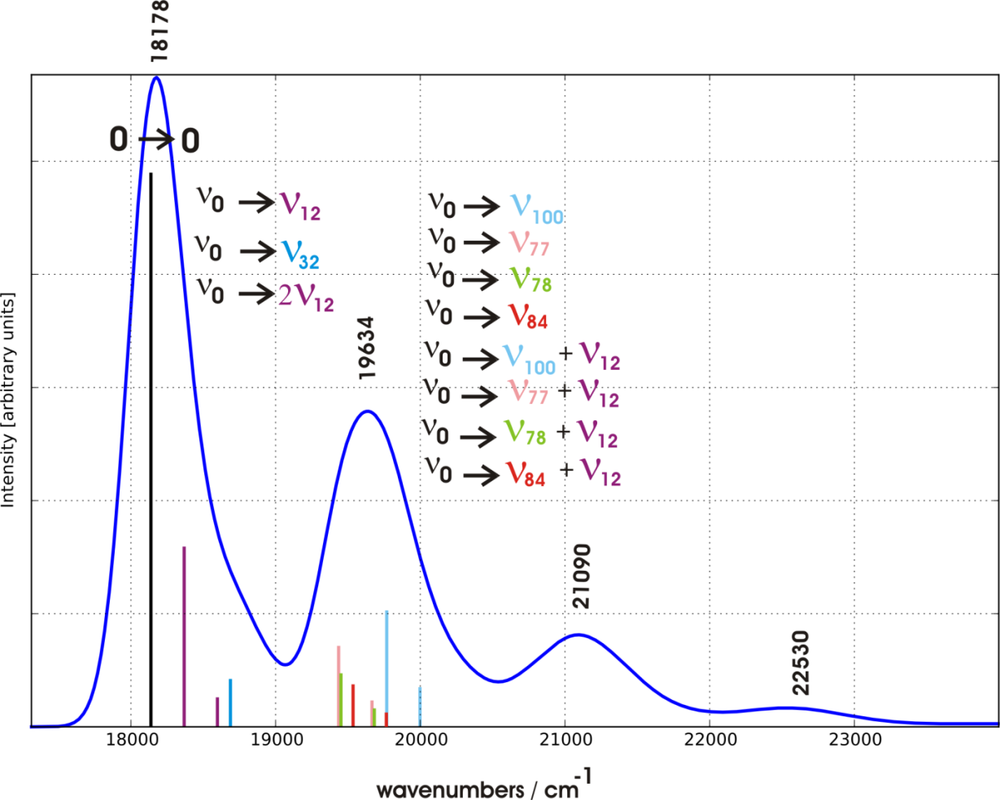 18178
0 → 0
ν0 → ν12
ν0 → ν32
ν0 → 2ν12
19634
ν0 → ν100
ν0 → ν77
ν0 → ν78
ν0 → ν84
ν0 → ν100 + ν12
ν0 → ν77 + ν12
ν0 → ν78 + ν12
ν0 → ν84 + ν12
21090
22530
Intensity [arbitrary units]
18000 19000 20000 21000 22000 23000
wavenumbers / cm-1